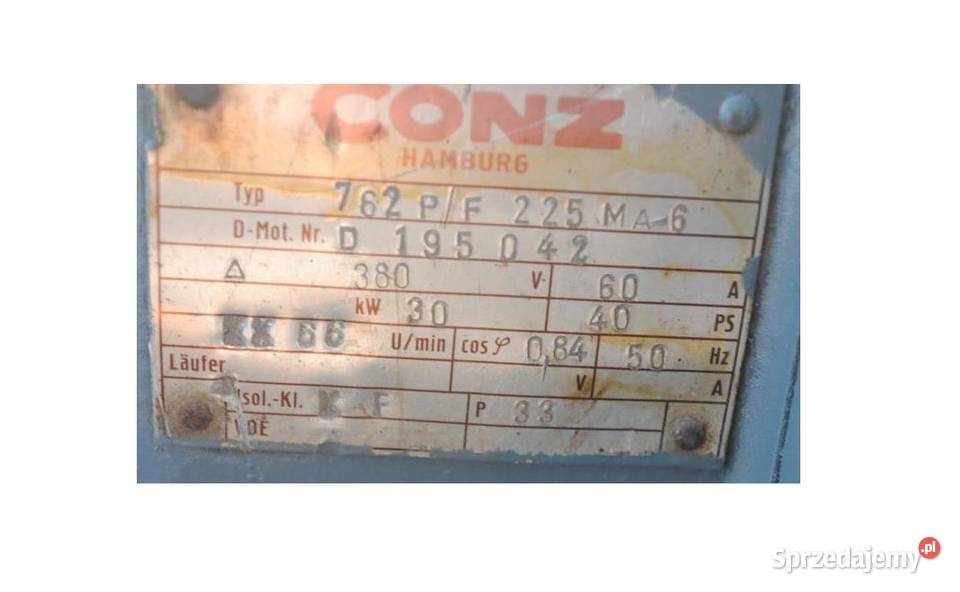 CONZ
HAMBURG
Typ 762 P/F 225 MA-6
D-Mot. Nr. D 195 042
△ 380 V 60 A
kW 30 40 PS
66 U/min cos φ 0,84 50 Hz
Läufer V A
Isol.-Kl. F P 33
VDE
Sprzedajemy.pl